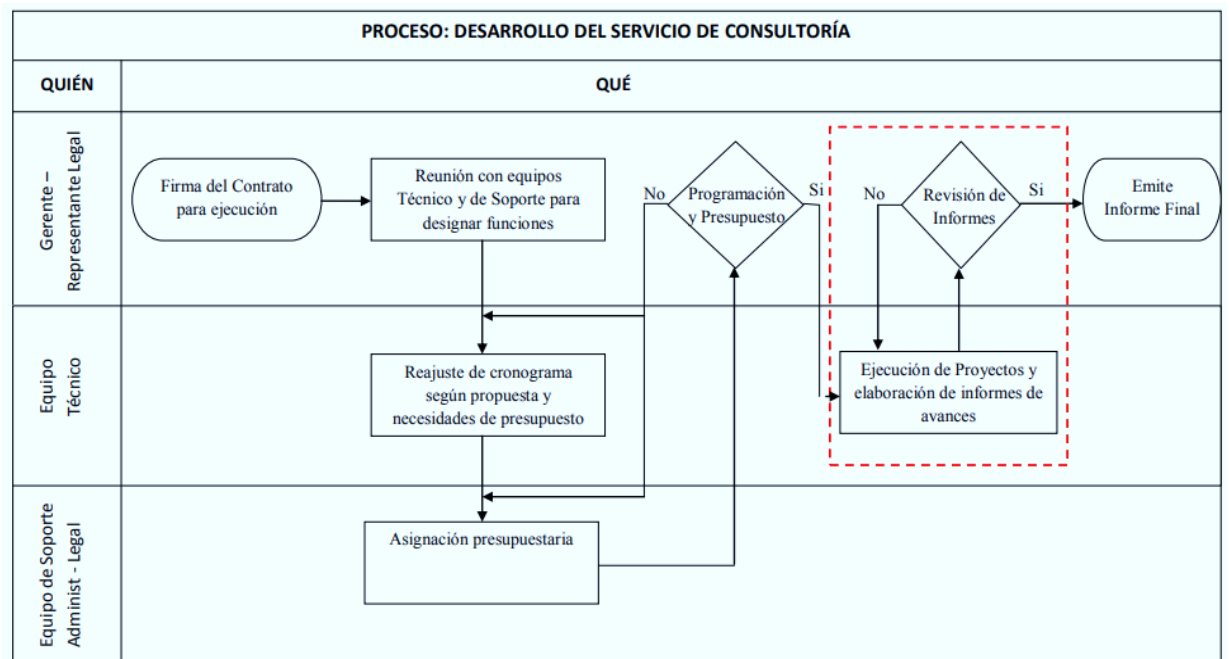 PROCESO: DESARROLLO DEL SERVICIO DE CONSULTORÍA
QUIÉN
QUÉ
Gerente –
Representante Legal
Firma del Contrato
para ejecución
Reunión con equipos
Técnico y de Soporte para
designar funciones
No
Programación
y Presupuesto
Si
No
Revisión de
Informes
Si
Emite
Informe Final
Equipo
Técnico
Reajuste de cronograma
según propuesta y
necesidades de presupuesto
Ejecución de Proyectos y
elaboración de informes de
avances
Equipo de Soporte
Administ - Legal
Asignación presupuestaria